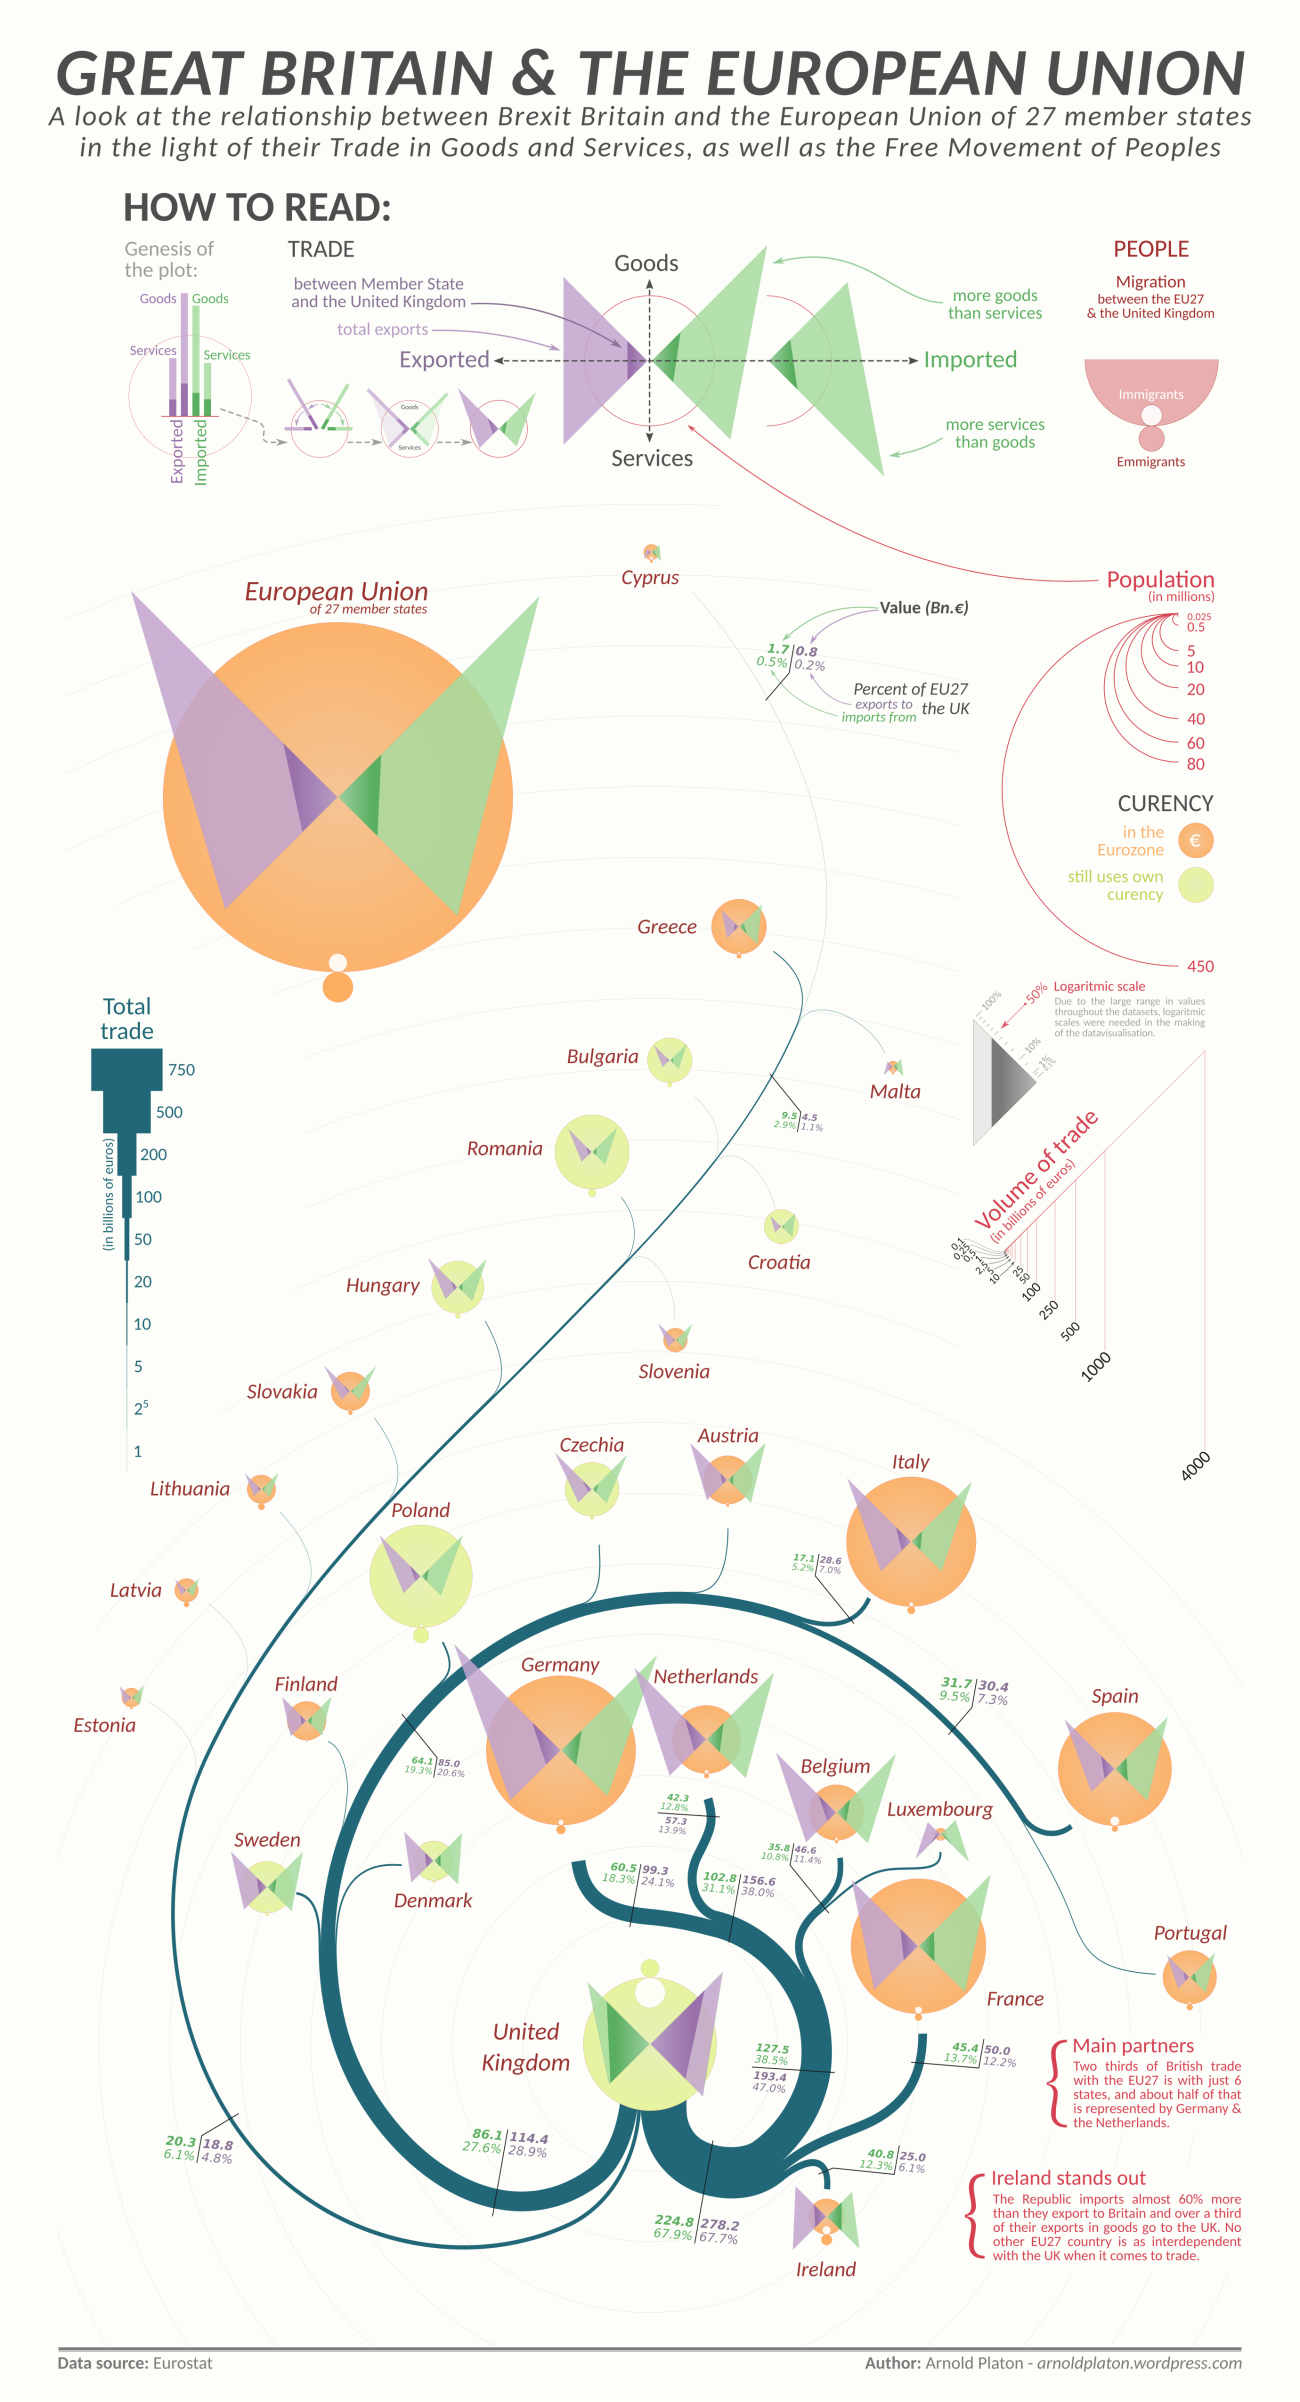 GREAT BRITAIN & THE EUROPEAN UNION
A look at the relationship between Brexit Britain and the European Union of 27 member states
in the light of their Trade in Goods and Services, as well as the Free Movement of Peoples
HOW TO READ:
Genesis of
the plot:
Goods
Goods
Services
Services
Exported
Imported
TRADE
between Member State
and the United Kingdom
total exports
Goods
Services
Goods
Exported
Imported
Services
more goods
than services
more services
than goods
PEOPLE
Migration
between the EU27
& the United Kingdom
Immigrants
Emmigrants
Cyprus
European Union
of 27 member states
Value (Bn.€)
1.7 0.8
0.5% 0.2%
Percent of EU27
exports to
imports from
the UK
Population
(in millions)
0.025
0.5
5
10
20
40
60
80
450
CURENCY
in the
Eurozone
€
still uses own
curency
Greece
Total
trade
750
500
200
100
50
20
10
5
2⁵
1
(in billions of euros)
Bulgaria
Malta
Romania
9.5 4.5
2.9% 1.1%
100%
50%
10%
1%
0.1%
Logaritmic scale
Due to the large range in values
throughout the datasets, logaritmic
scales were needed in the making
of the datavisualisation.
Volume of trade
(in billions of euros)
0.1
0.25
0.5
1
2.5
5
10
25
50
100
250
500
1000
4000
Croatia
Hungary
Slovenia
Slovakia
Czechia
Austria
Italy
Lithuania
Poland
17.1 28.6
5.2% 7.0%
Latvia
Germany
Netherlands
Finland
Estonia
31.7 30.4
9.5% 7.3%
Spain
64.1 85.0
19.3% 20.6%
Belgium
Luxembourg
42.3
12.8%
57.3
13.9%
Sweden
Denmark
35.8 46.6
10.8% 11.4%
60.5 99.3
18.3% 24.1%
102.8 156.6
31.1% 38.0%
Portugal
France
United
Kingdom
127.5
38.5%
193.4
47.0%
45.4 50.0
13.7% 12.2%
Main partners
Two thirds of British trade
with the EU27 is with just 6
states, and about half of that
is represented by Germany &
the Netherlands.
20.3 18.8
6.1% 4.8%
86.1 114.4
27.6% 28.9%
40.8 25.0
12.3% 6.1%
224.8 278.2
67.9% 67.7%
Ireland
Ireland stands out
The Republic imports almost 60% more
than they export to Britain and over a third
of their exports in goods go to the UK. No
other EU27 country is as interdependent
with the UK when it comes to trade.
Data source: Eurostat
Author: Arnold Platon - arnoldplaton.wordpress.com